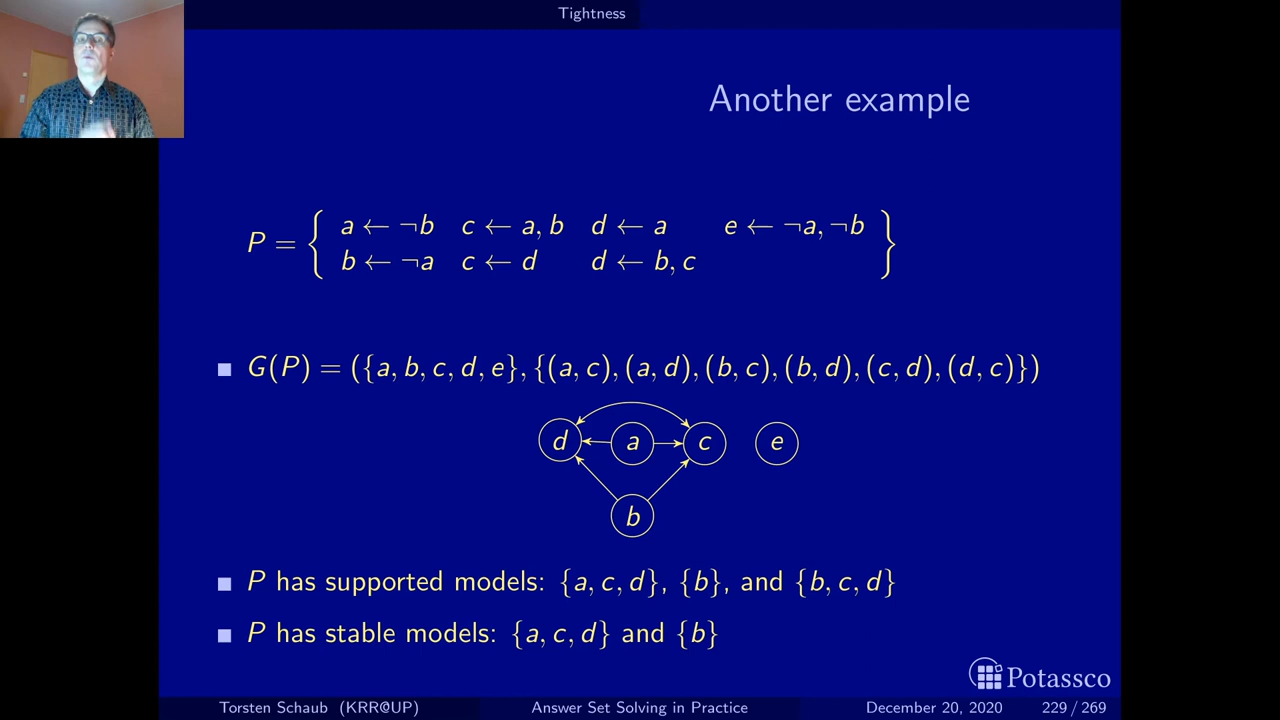 Tightness
Another example
P = { a ← ¬b c ← a, b d ← a e ← ¬a, ¬b
b ← ¬a c ← d d ← b, c }
G(P) = ({a, b, c, d, e}, {(a, c), (a, d), (b, c), (b, d), (c, d), (d, c)})
d a c e
b
P has supported models: {a, c, d}, {b}, and {b, c, d}
P has stable models: {a, c, d} and {b}
Potassco
Torsten Schaub (KRR@UP) Answer Set Solving in Practice December 20, 2020 229 / 269